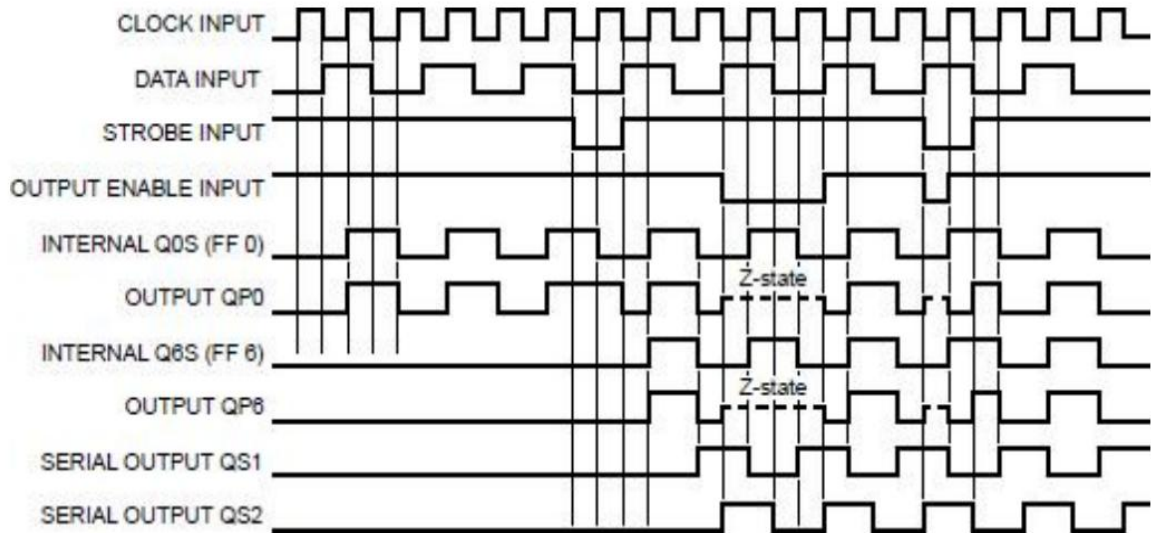 CLOCK INPUT
DATA INPUT
STROBE INPUT
OUTPUT ENABLE INPUT
INTERNAL Q0S (FF 0)
Z-state
OUTPUT QP0
INTERNAL Q6S (FF 6)
Z-state
OUTPUT QP6
SERIAL OUTPUT QS1
SERIAL OUTPUT QS2